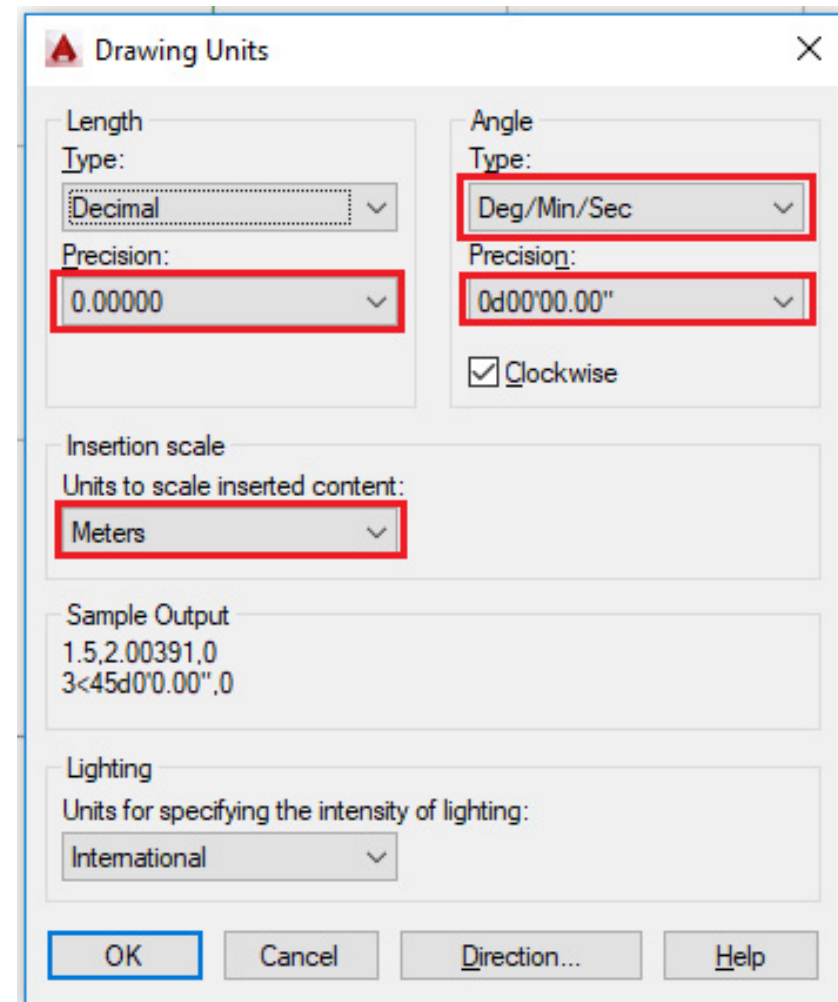 Drawing Units
Length
Type:
Decimal
Precision:
0.00000
Angle
Type:
Deg/Min/Sec
Precision:
0d00'00.00"
Clockwise
Insertion scale
Units to scale inserted content:
Meters
Sample Output
1.5,2.00391,0
3<45d0'0.00",0
Lighting
Units for specifying the intensity of lighting:
International
OK Cancel Direction... Help